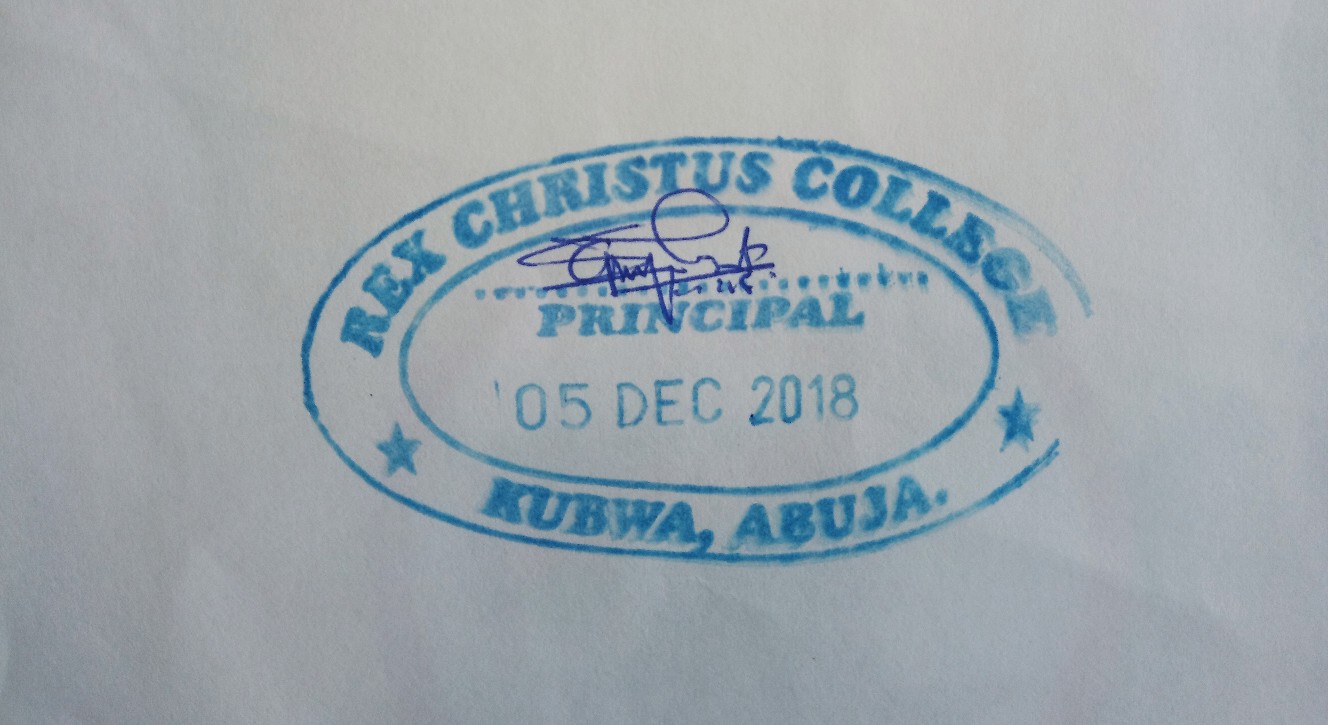 REX CHRISTUS COLLEGE
PRINCIPAL
05 DEC 2018
KUBWA, ABUJA.